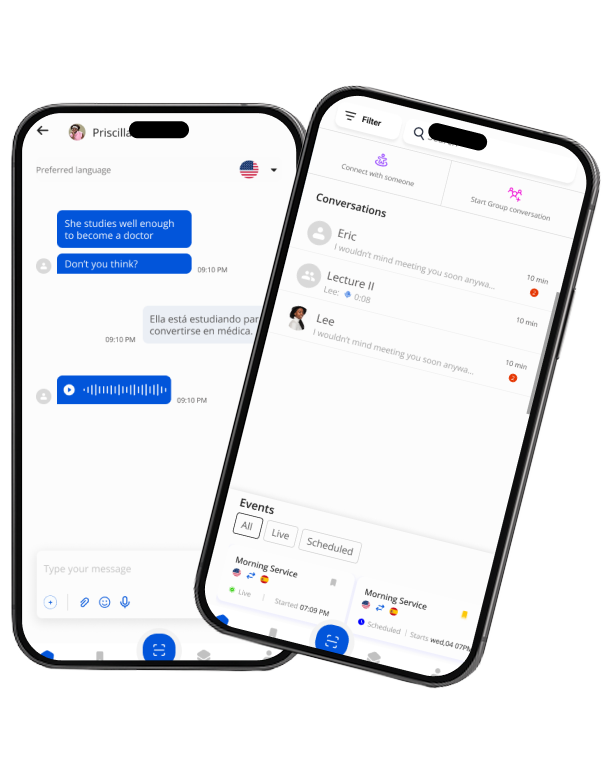 Priscilla
Preferred language
She studies well enough
to become a doctor
Don't you think?
09:10 PM
Ella está estudiando
convertirse en médica.
09:10 PM
09:10 PM
Type your message
Filter
Connect with someone
Start Group conversation
Conversations
Eric
I wouldn't mind meeting you soon anywa...
10 min
2
Lecture II
Lee: 0:08
10 min
Lee
I wouldn't mind meeting you soon anywa...
10 min
2
Events
All
Live
Scheduled
Morning Service
Live
Started 07:09 PM
Morning Service
Scheduled
Starts wed,04 07PM